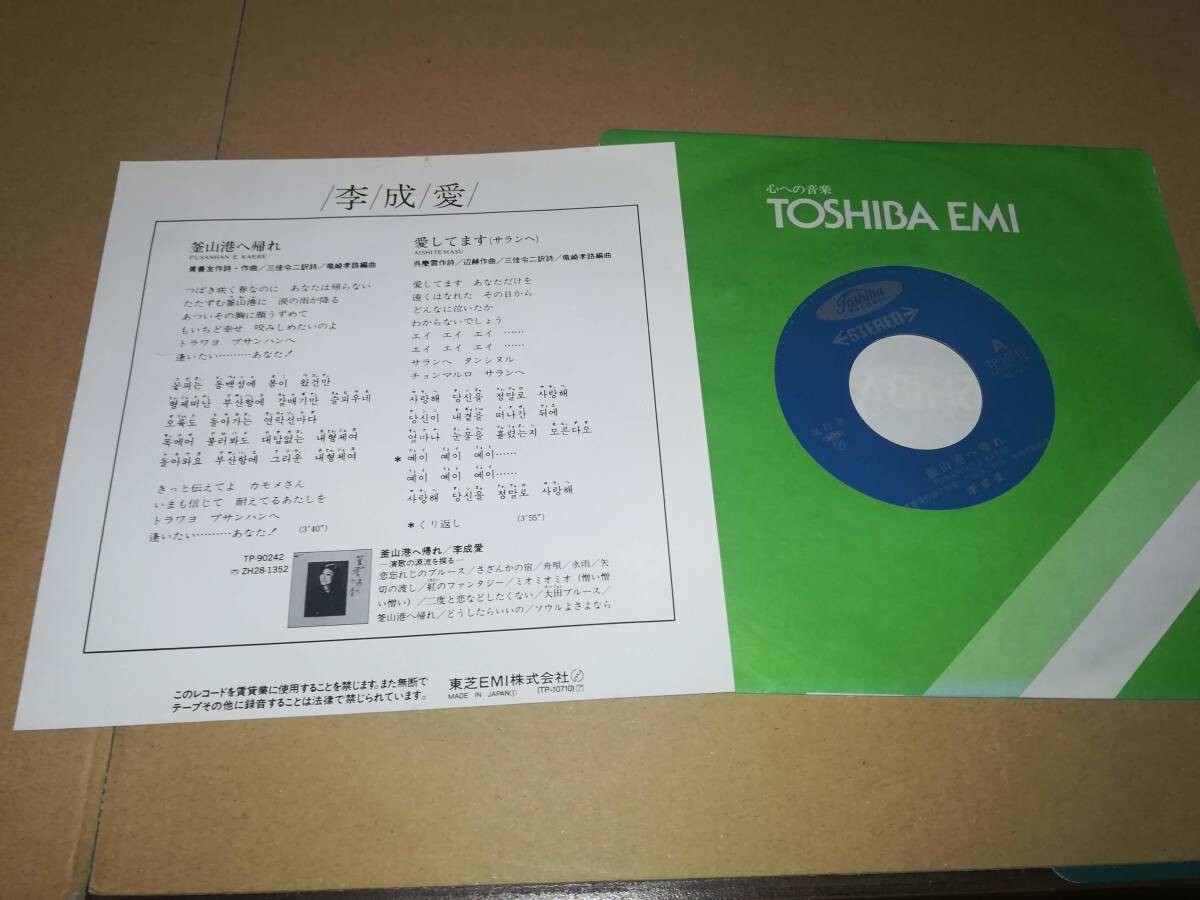 李/成/愛
釜山港へ帰れ
PUSANHAN E KAERE
黄善友作詩・作曲/三佳令二訳詩/竜崎孝路編曲
つばき咲く春なのに あなたは帰らない
たたずむ釜山港に 涙の雨が降る
あついその胸に顔うずめて
もいちど幸せ 咬みしめたいのよ
トラワヨ プサンハンヘ
逢いたい………あなた!
꽃피는 동백섬에 봄이 왔건만
형제떠난 부산항에 갈매기만 슬피우네
오륙도 돌아가는 연락선마다
목메어 불러봐도 대답없는 내형제여
돌아와요 부산항에 그리운 내형제여
きっと伝えてよ カモメさん
いまも信じて 耐えてるあたしを
トラワヨ プサンハンヘ
逢いたい………あなた! (3'40")
愛してます(サランへ)
AISHITEMASU
呉慶雲作詩/辺赫作曲/三佳令二訳詩/竜崎孝路編曲
愛してます あなただけを
遠くはなれた その日から
どんなに泣いたか
わからないでしょう
エイ エイ エイ ……
エイ エイ エイ ……
サランヘ タンシヌル
チョンマルロ サランヘ
사랑해 당신을 정말로 사랑해
당신이 내곁을 떠나간 뒤에
얼마나 눈물을 흘렸는지 모른다오
* 예이 예이 예이……
예이 예이 예이……
사랑해 당신을 정말로 사랑해
*くり返し (3'55")
TP-90242
ZH28-1352
釜山港へ帰れ/李成愛
—演歌の源流を探る—
恋忘れじのブルース/さざんかの宿/舟唄/氷雨/矢
切の渡し/紅のファンタジー/ミオミオミオ(憎い憎
い憎い)/二度と恋などしたくない/大田ブルース/
釜山港へ帰れ/どうしたらいいの/ソウルよさよなら
このレコードを賃貸業に使用することを禁じます。また無断で
テープその他に録音することは法律で禁じられています。
東芝EMI株式会社
MADE IN JAPAN (TP-10710)
心への音楽
TOSHIBA EMI
Toshiba
RECORDS
STEREO
A
釜山港へ帰れ
李成愛